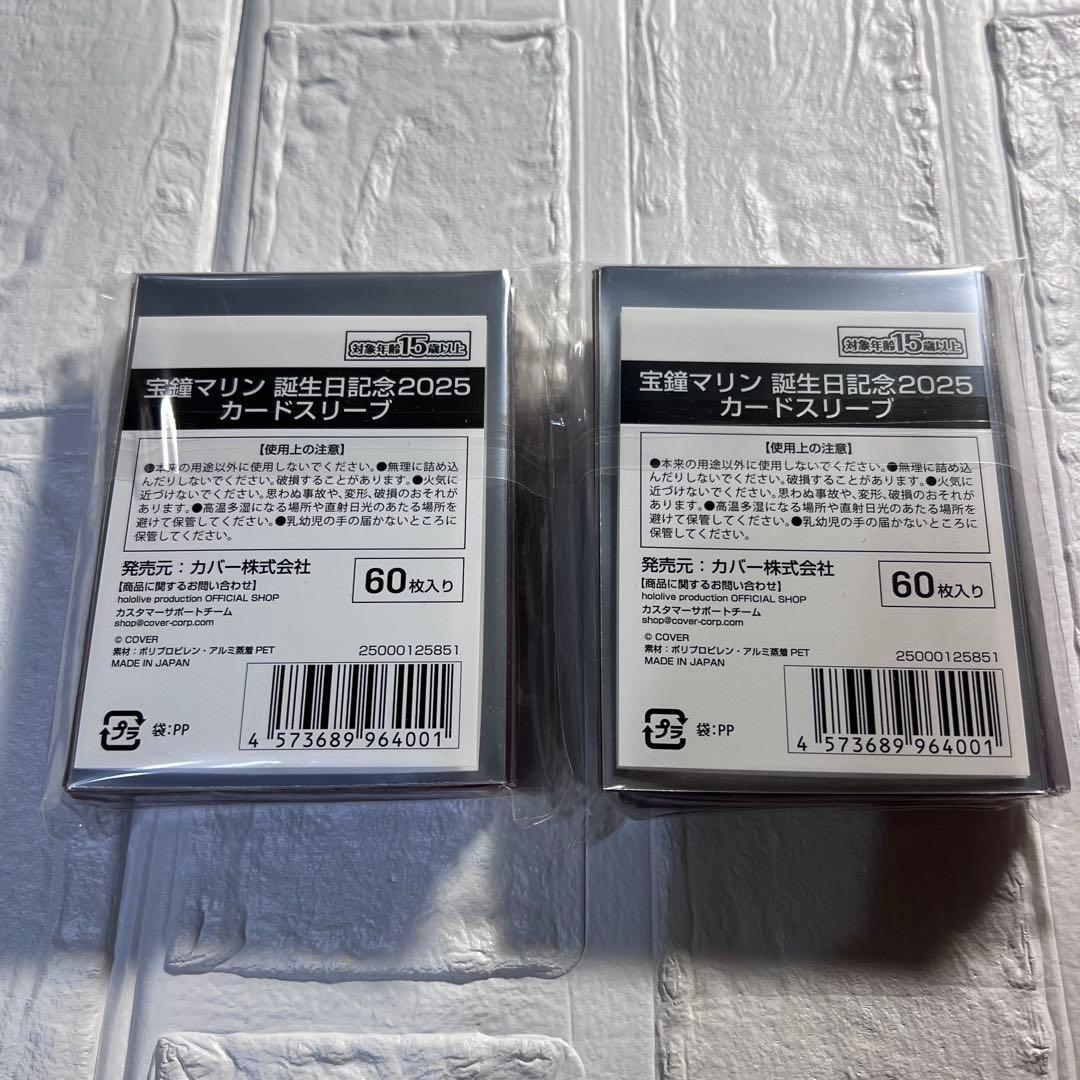 対象年齢15歳以上
宝鐘マリン 誕生日記念2025
カードスリーブ
【使用上の注意】
●本来の用途以外に使用しないでください。●無理に詰め込
んだりしないでください。破損することがあります。●火気に
近づけないでください。思わぬ事故や、変形、破損のおそれが
あります。●高温多湿になる場所や直射日光のあたる場所を
避けて保管してください。●乳幼児の手の届かないところに
保管してください。
発売元：カバー株式会社
【商品に関するお問い合わせ】
hololive production OFFICIAL SHOP
カスタマーサポートチーム
shop@cover-corp.com
60枚入り
© COVER
素材：ポリプロピレン・アルミ蒸着PET
MADE IN JAPAN
25000125851
プラ
袋：PP
4 573689 964001
対象年齢15歳以上
宝鐘マリン 誕生日記念2025
カードスリーブ
【使用上の注意】
●本来の用途以外に使用しないでください。●無理に詰め込
んだりしないでください。破損することがあります。●火気に
近づけないでください。思わぬ事故や、変形、破損のおそれが
あります。●高温多湿になる場所や直射日光のあたる場所を
避けて保管してください。●乳幼児の手の届かないところに
保管してください。
発売元：カバー株式会社
【商品に関するお問い合わせ】
hololive production OFFICIAL SHOP
カスタマーサポートチーム
shop@cover-corp.com
60枚入り
© COVER
素材：ポリプロピレン・アルミ蒸着PET
MADE IN JAPAN
25000125851
プラ
袋：PP
4 573689 964001